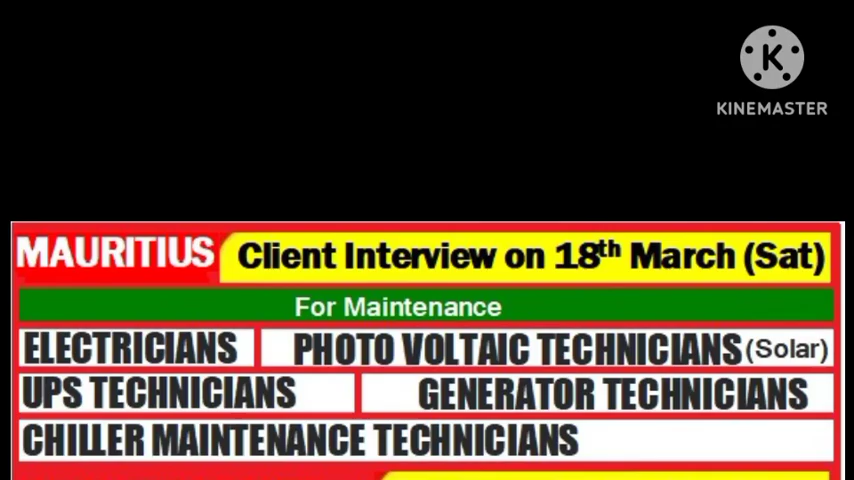 KINEMASTER
MAURITIUS Client Interview on 18th March (Sat)
For Maintenance
ELECTRICIANS PHOTO VOLTAIC TECHNICIANS (Solar)
UPS TECHNICIANS GENERATOR TECHNICIANS
CHILLER MAINTENANCE TECHNICIANS